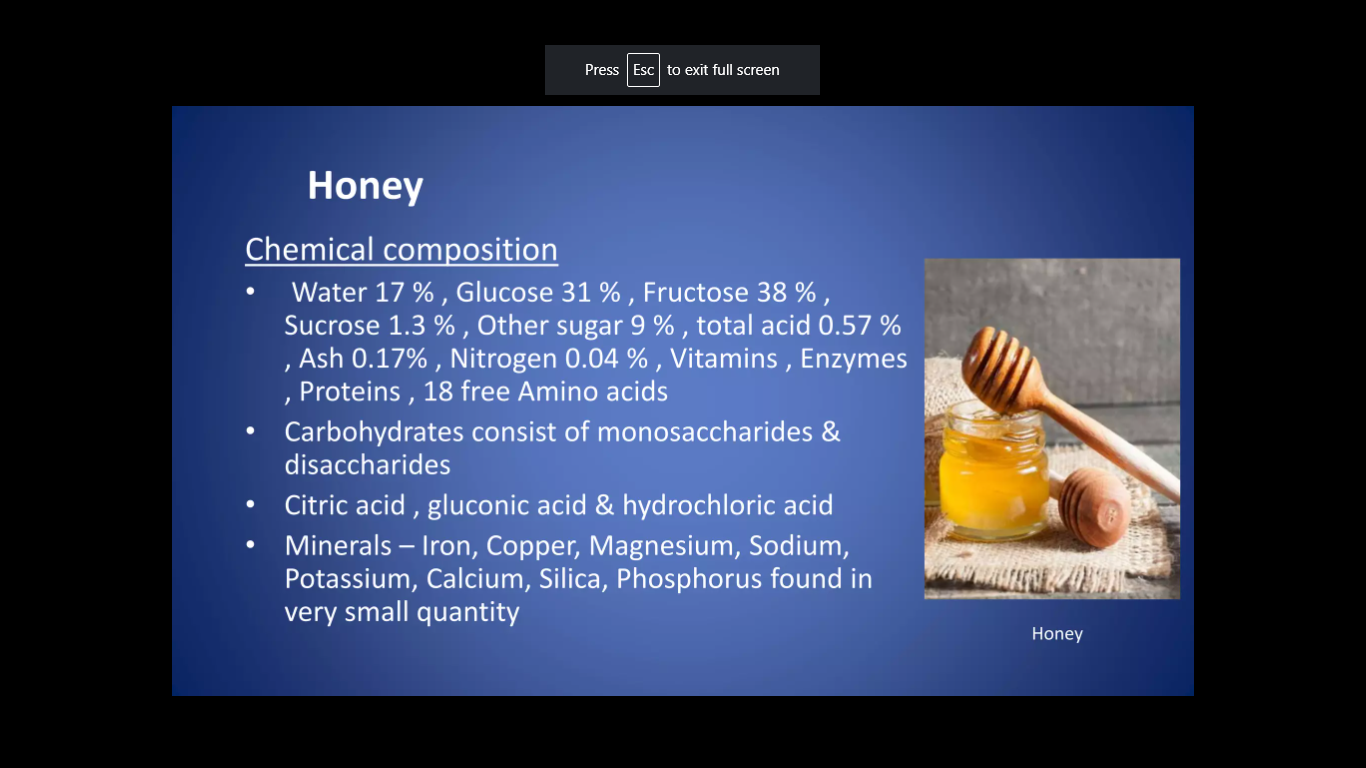 Press Esc to exit full screen
Honey
Chemical composition
• Water 17 % , Glucose 31 % , Fructose 38 % ,
Sucrose 1.3 % , Other sugar 9 % , total acid 0.57 %
, Ash 0.17% , Nitrogen 0.04 % , Vitamins , Enzymes
, Proteins , 18 free Amino acids
• Carbohydrates consist of monosaccharides &
disaccharides
• Citric acid , gluconic acid & hydrochloric acid
• Minerals – Iron, Copper, Magnesium, Sodium,
Potassium, Calcium, Silica, Phosphorus found in
very small quantity
Honey